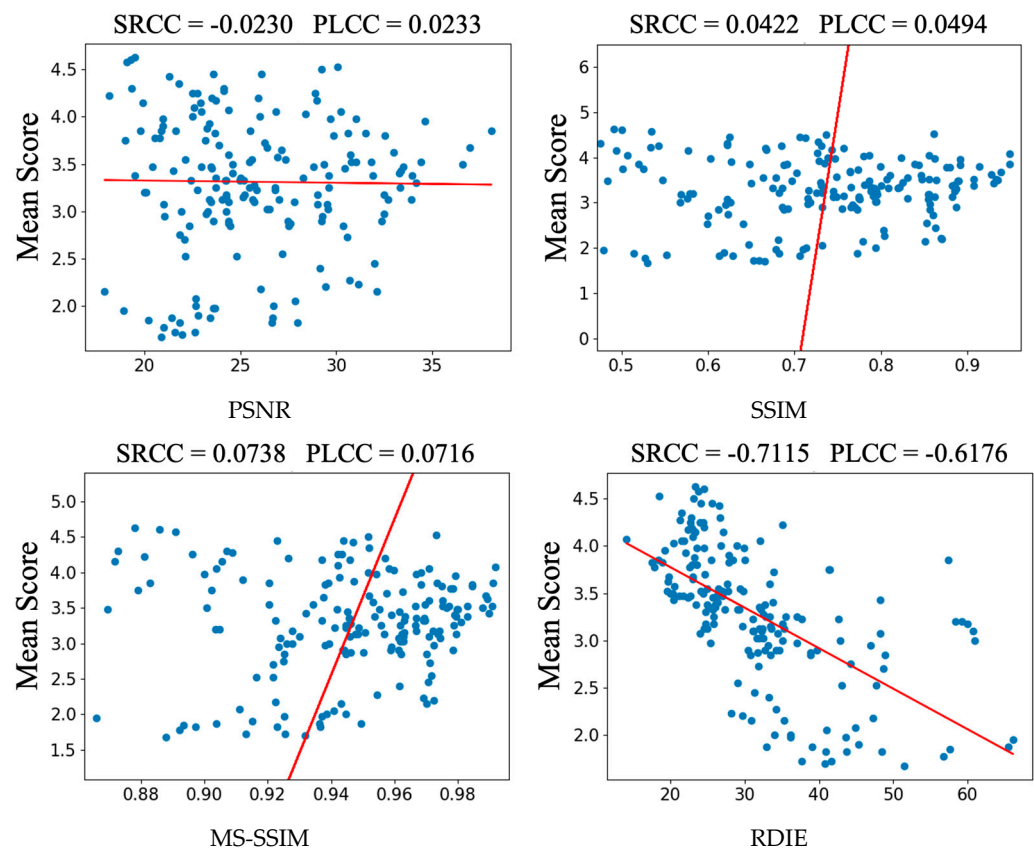 SRCC = -0.0230 PLCC = 0.0233
SRCC = 0.0422 PLCC = 0.0494
Mean Score
4.5
4.0
3.5
3.0
2.5
2.0
20 25 30 35
PSNR
Mean Score
6
5
4
3
2
1
0
0.5 0.6 0.7 0.8 0.9
SSIM
SRCC = 0.0738 PLCC = 0.0716
SRCC = -0.7115 PLCC = -0.6176
Mean Score
5.0
4.5
4.0
3.5
3.0
2.5
2.0
1.5
0.88 0.90 0.92 0.94 0.96 0.98
MS-SSIM
Mean Score
4.5
4.0
3.5
3.0
2.5
2.0
20 30 40 50 60
RDIE